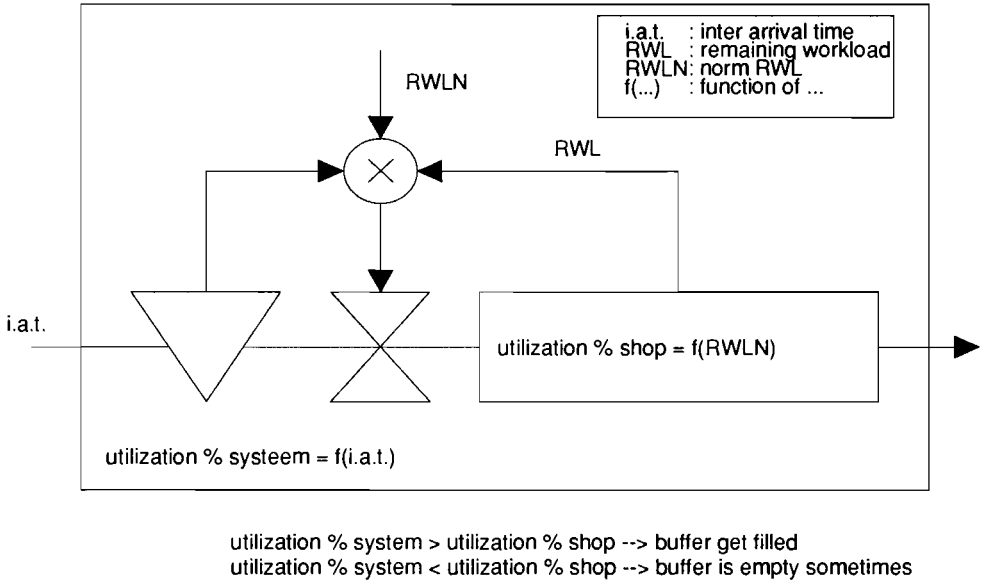 i.a.t. : inter arrival time
RWL : remaining workload
RWLN: norm RWL
f(...) : function of ...
RWLN
RWL
i.a.t.
utilization % shop = f(RWLN)
utilization % systeem = f(i.a.t.)
utilization % system > utilization % shop --> buffer get filled
utilization % system < utilization % shop --> buffer is empty sometimes